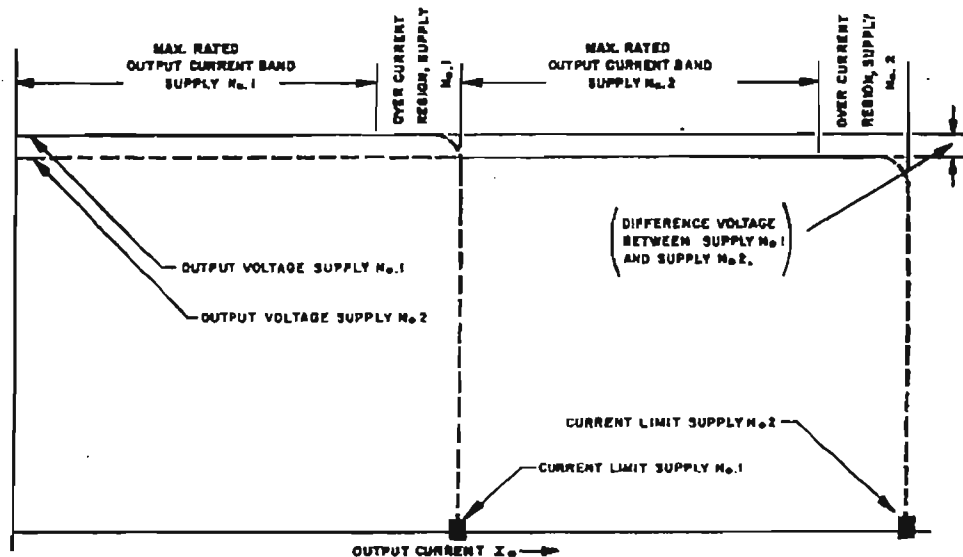 MAX. RATED
OUTPUT CURRENT BAND
SUPPLY No.1
OVER CURRENT
REGION, SUPPLY
No.1
MAX. RATED
OUTPUT CURRENT BAND
SUPPLY No.2
OVER CURRENT
REGION, SUPPLY
No.2
(DIFFERENCE VOLTAGE
BETWEEN SUPPLY No.1
AND SUPPLY No.2.)
OUTPUT VOLTAGE SUPPLY No.1
OUTPUT VOLTAGE SUPPLY No.2
CURRENT LIMIT SUPPLY No.2
CURRENT LIMIT SUPPLY No.1
OUTPUT CURRENT Io